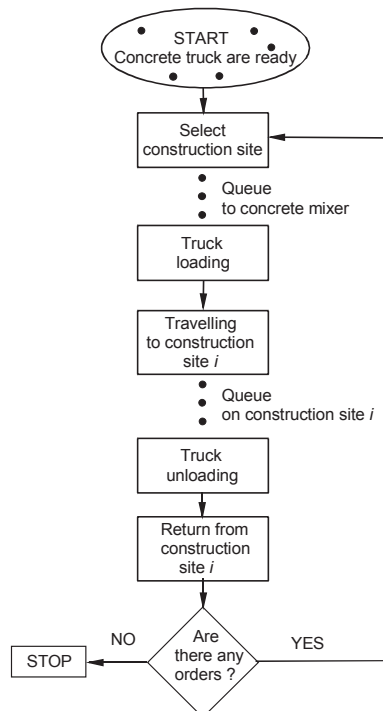 START
Concrete truck are ready
Select
construction site
Queue
to concrete mixer
Truck
loading
Travelling
to construction
site i
Queue
on construction site i
Truck
unloading
Return from
construction
site i
Are
there any
orders ?
NO
YES
STOP